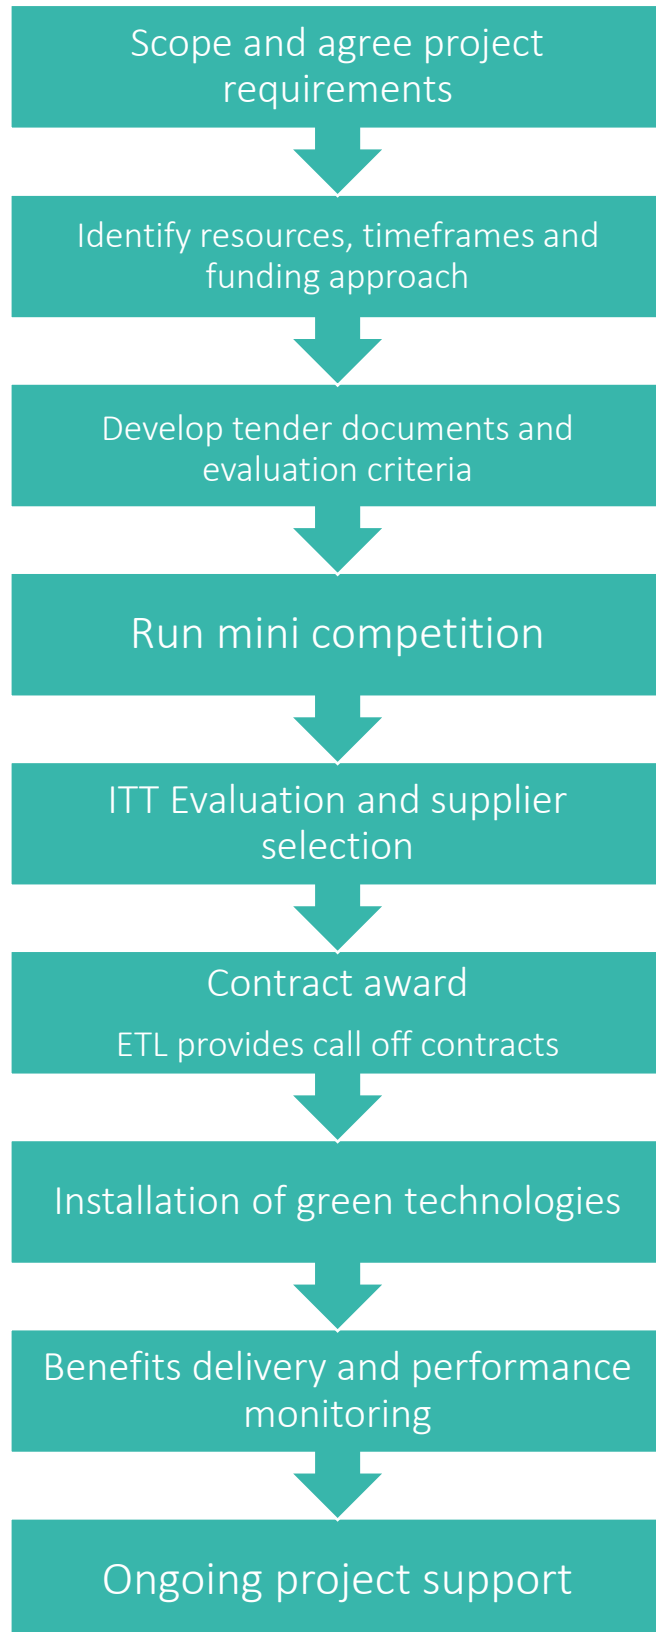 Scope and agree project
requirements
Identify resources, timeframes and
funding approach
Develop tender documents and
evaluation criteria
Run mini competition
ITT Evaluation and supplier
selection
Contract award
ETL provides call off contracts
Installation of green technologies
Benefits delivery and performance
monitoring
Ongoing project support